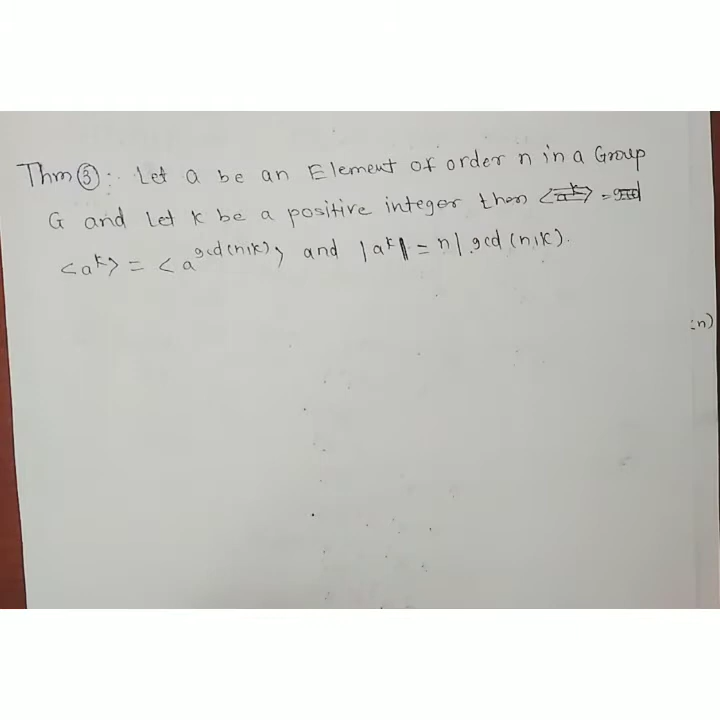 Thm ③:- Let a be an Element of order n in a Group
G and Let K be a positive integer then
<a^k> = <a^gcd(n,k)> and |a^k| = n|gcd(n,k).
:n)